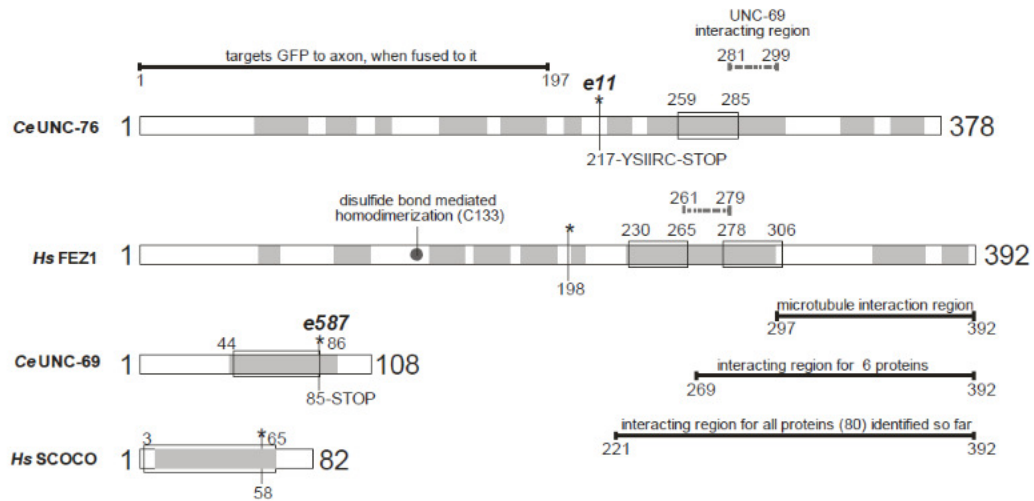 UNC-69
interacting region
targets GFP to axon, when fused to it
281 299
1 197
e11
* 259 285
Ce UNC-76 1 378
217-YSIIRC-STOP
disulfide bond mediated
homodimerization (C133)
261 279
* 230 265 278 306
Hs FEZ1 1 392
198
microtubule interaction region
297 392
e587
44 * 86
Ce UNC-69 1 108
85-STOP
interacting region for 6 proteins
269 392
3 * 65
Hs SCOCO 1 82
58
interacting region for all proteins (80) identified so far
221 392